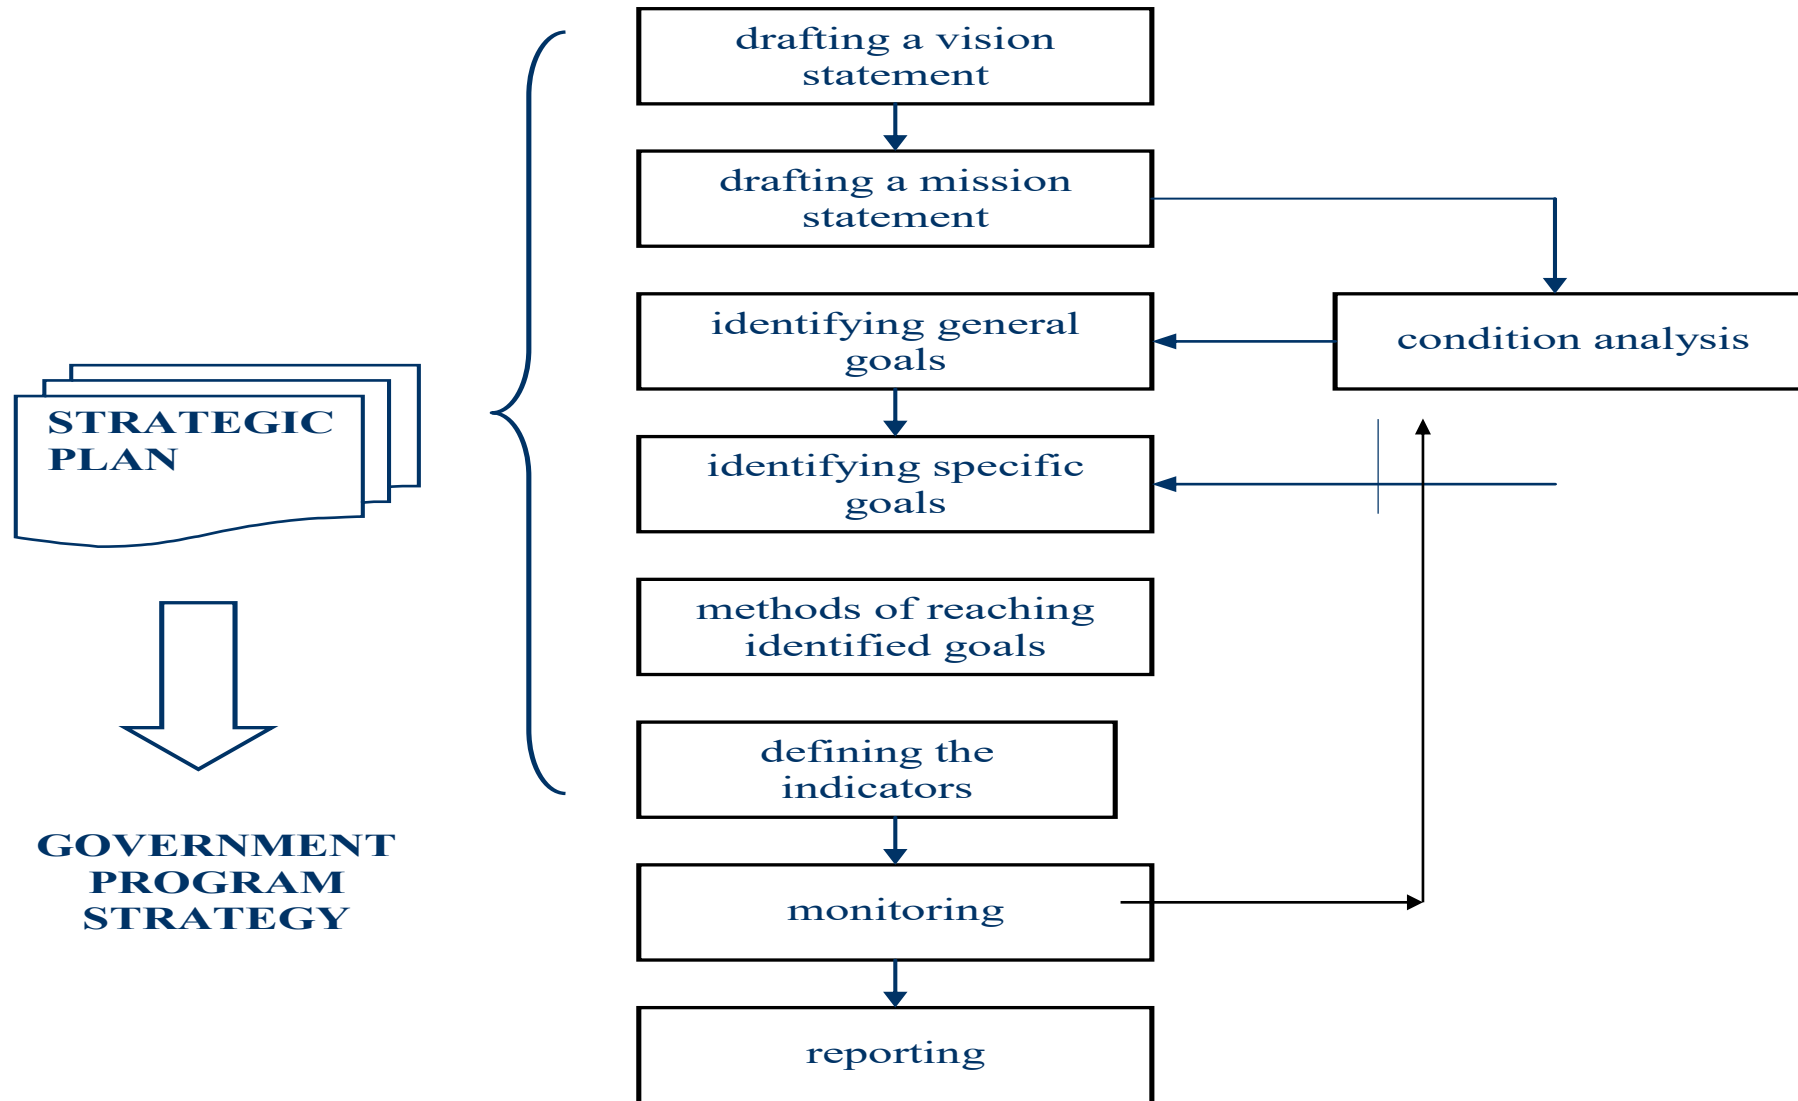 drafting a vision
statement
drafting a mission
statement
identifying general
goals
condition analysis
STRATEGIC
PLAN
identifying specific
goals
methods of reaching
identified goals
defining the
indicators
GOVERNMENT
PROGRAM
STRATEGY
monitoring
reporting